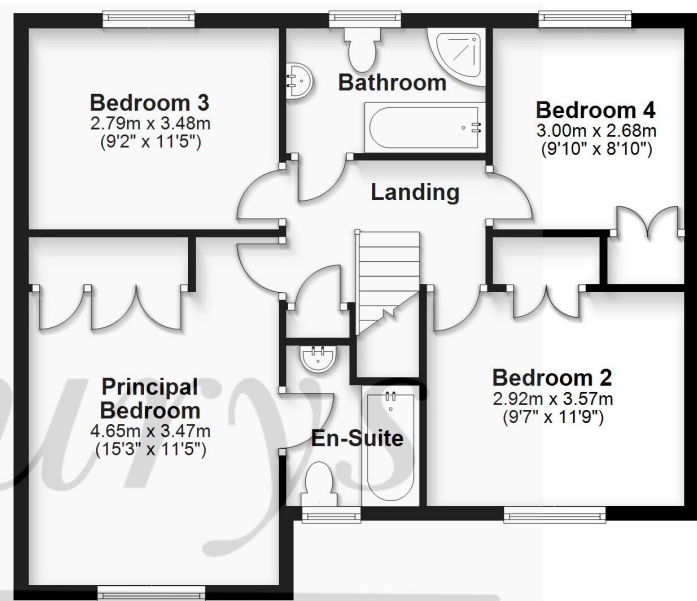 Bedroom 3
2.79m x 3.48m
(9'2" x 11'5")
Bathroom
Bedroom 4
3.00m x 2.68m
(9'10" x 8'10")
Landing
Principal
Bedroom
4.65m x 3.47m
(15'3" x 11'5")
En-Suite
Bedroom 2
2.92m x 3.57m
(9'7" x 11'9")
urys